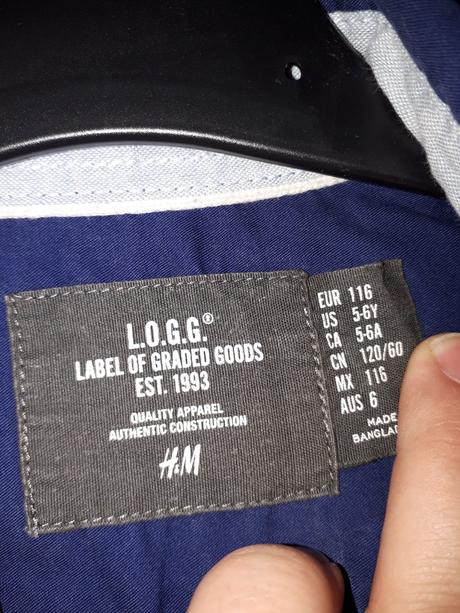 L.O.G.G.®
LABEL OF GRADED GOODS
EST. 1993
QUALITY APPAREL
AUTHENTIC CONSTRUCTION
H&M
EUR 116
US 5-6Y
CA 5-6A
CN 120/60
MX 116
AUS 6
MADE